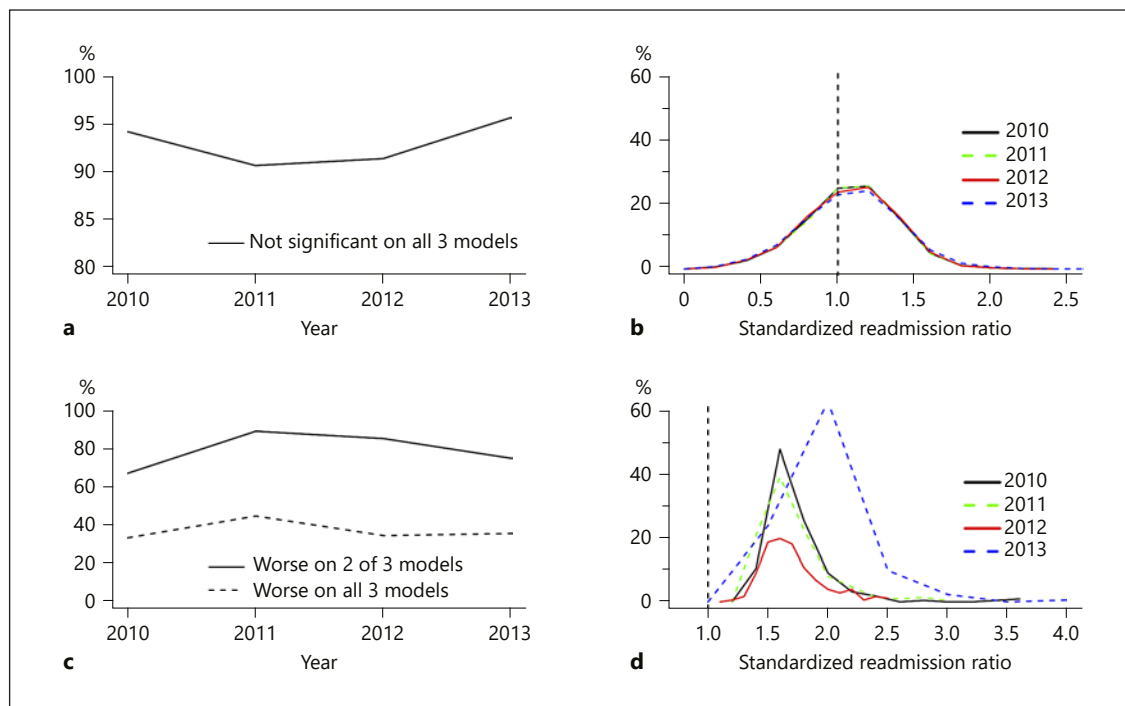 %
100
95
90
85
80
Not significant on all 3 models
2010 2011 2012 2013
a Year
%
60
40
20
0
2010
2011
2012
2013
0 0.5 1.0 1.5 2.0 2.5
b Standardized readmission ratio
%
100
80
60
40
20
0
Worse on 2 of 3 models
Worse on all 3 models
2010 2011 2012 2013
c Year
%
60
40
20
0
2010
2011
2012
2013
1.0 1.5 2.0 2.5 3.0 3.5 4.0
d Standardized readmission ratio